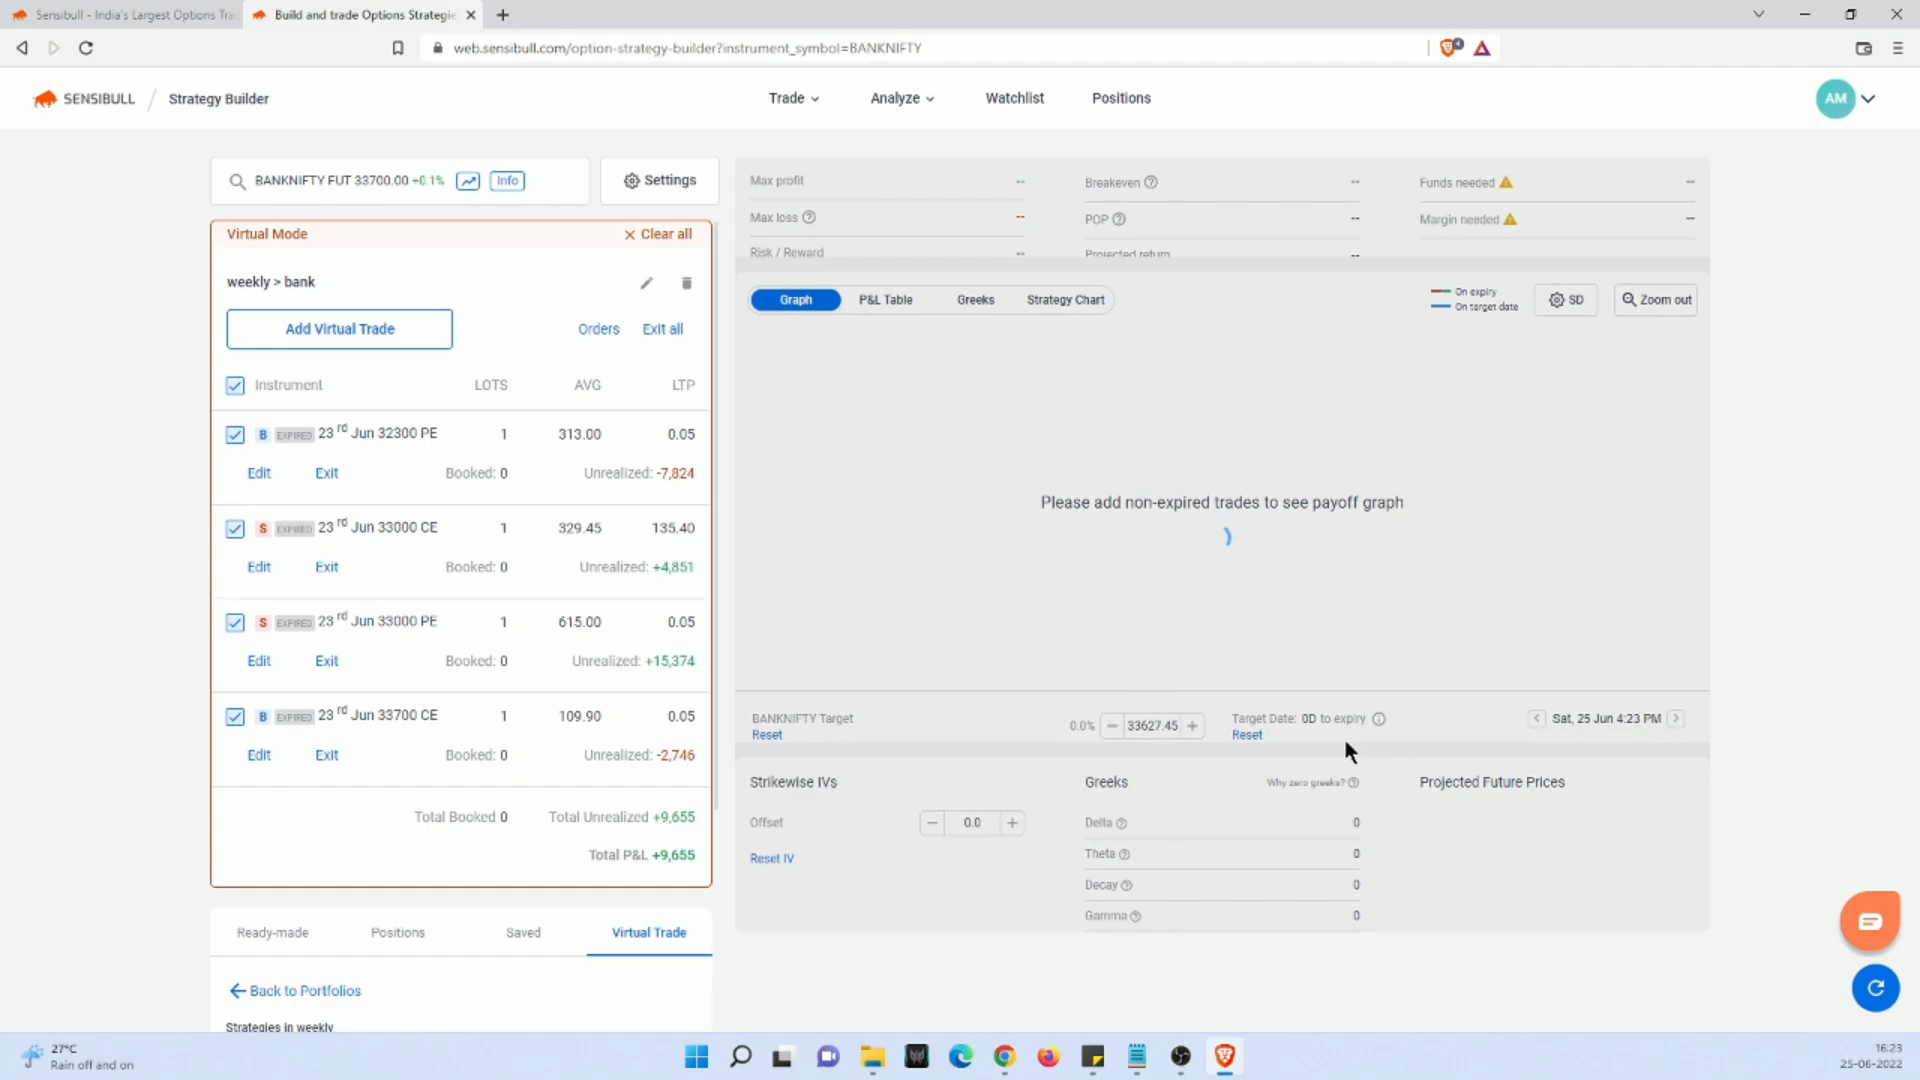 Sensibull - India's Largest Options Tra
Build and trade Options Strategie
web.sensibull.com/option-strategy-builder?instrument_symbol=BANKNIFTY
SENSIBULL / Strategy Builder
Trade
Analyze
Watchlist
Positions
AM
BANKNIFTY FUT 33700.00 +0.1% Info
Settings
Virtual Mode
Clear all
weekly > bank
Add Virtual Trade
Orders
Exit all
Instrument LOTS AVG LTP
B EXPIRED 23 rd Jun 32300 PE 1 313.00 0.05
Edit Exit Booked: 0 Unrealized: -7,824
S EXPIRED 23 rd Jun 33000 CE 1 329.45 135.40
Edit Exit Booked: 0 Unrealized: +4,851
S EXPIRED 23 rd Jun 33000 PE 1 615.00 0.05
Edit Exit Booked: 0 Unrealized: +15,374
B EXPIRED 23 rd Jun 33700 CE 1 109.90 0.05
Edit Exit Booked: 0 Unrealized: -2,746
Total Booked 0 Total Unrealized +9,655
Total P&L +9,655
Ready-made Positions Saved Virtual Trade
Back to Portfolios
Strategies in weekly
Max profit --
Max loss --
Risk / Reward --
Breakeven --
POP --
Projected return --
Funds needed --
Margin needed --
Graph P&L Table Greeks Strategy Chart
On expiry
On target date
SD
Zoom out
Please add non-expired trades to see payoff graph
BANKNIFTY Target
Reset
0.0% − 33627.45 +
Target Date: 0D to expiry
Reset
< Sat, 25 Jun 4:23 PM >
Strikewise IVs
Offset − 0.0 +
Reset IV
Greeks Why zero greeks?
Delta 0
Theta 0
Decay 0
Gamma 0
Projected Future Prices
27°C
Rain off and on
16:23
25-06-2022